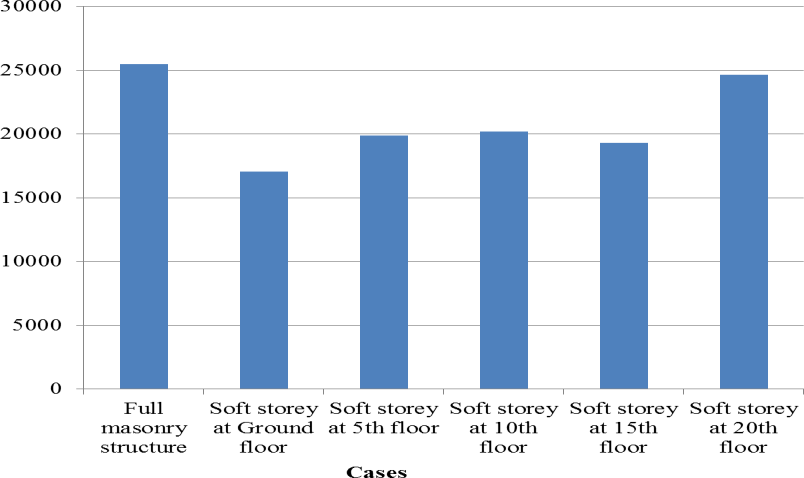 30000
25000
20000
15000
10000
5000
0
Full masonry structure
Soft storey at Ground floor
Soft storey at 5th floor
Soft storey at 10th floor
Soft storey at 15th floor
Soft storey at 20th floor
Cases